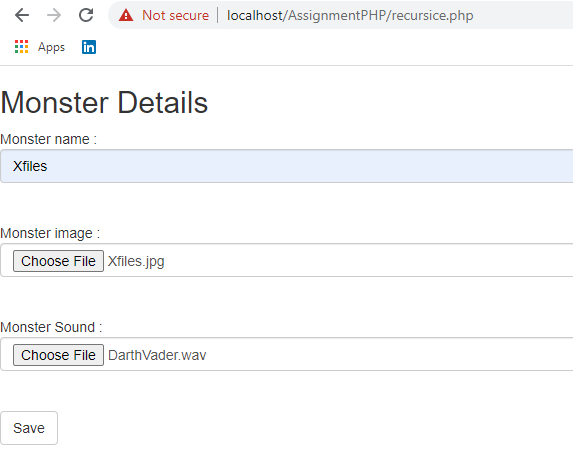 Not secure | localhost/AssignmentPHP/recursice.php
Apps
Monster Details
Monster name :
Xfiles
Monster image :
Choose File Xfiles.jpg
Monster Sound :
Choose File DarthVader.wav
Save